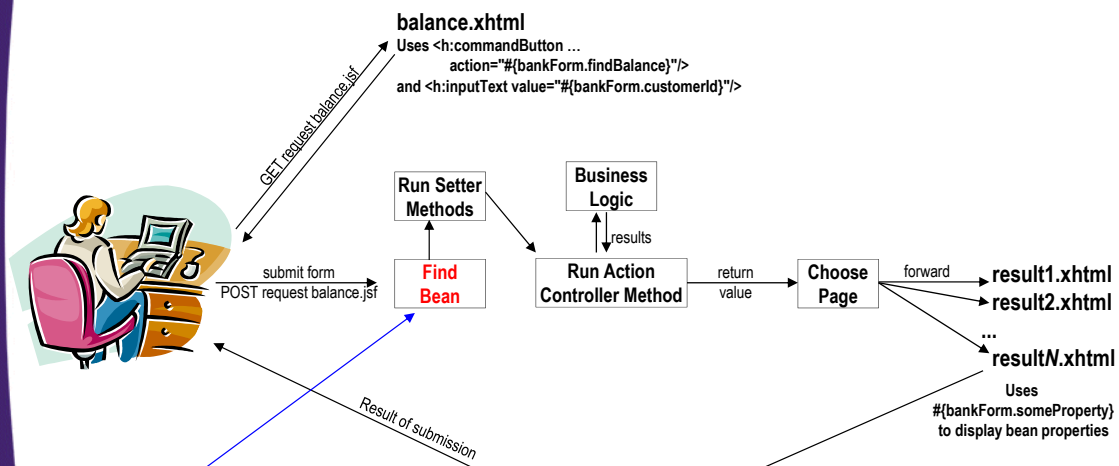 balance.xhtml
Uses <h:commandButton …
action="#{bankForm.findBalance}"/>
and <h:inputText value="#{bankForm.customerId}"/>
GET request balance.jsf
Run Setter
Methods
Business
Logic
results
submit form
POST request balance.jsf
Find
Bean
Run Action
Controller Method
return
value
Choose
Page
forward
result1.xhtml
result2.xhtml
...
resultN.xhtml
Uses
#{bankForm.someProperty}
to display bean properties
Result of submission